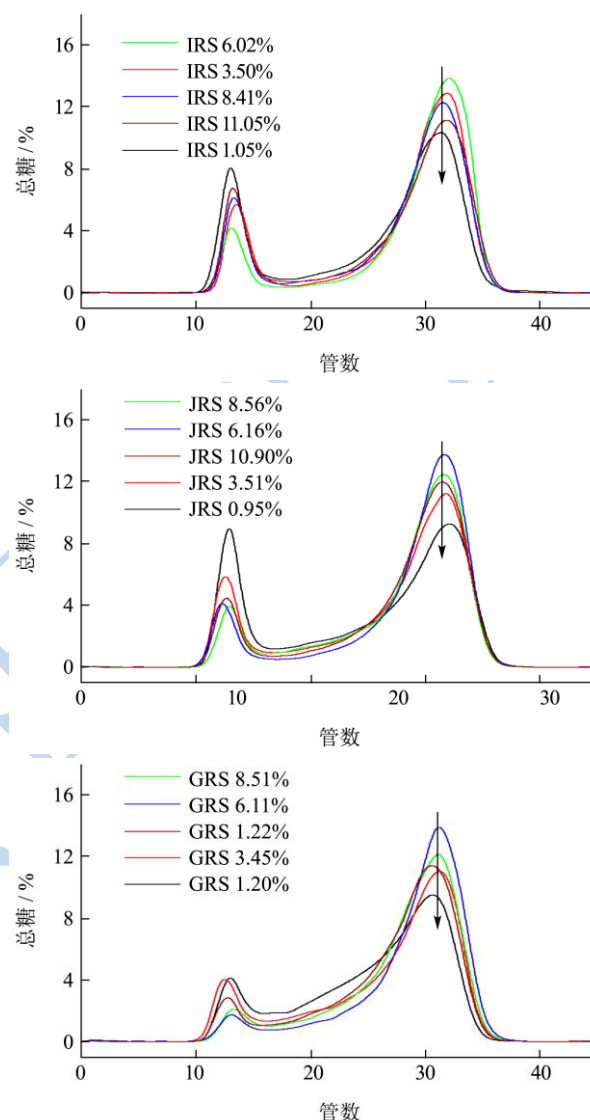 16
12
8
4
0
总糖 / %
IRS 6.02%
IRS 3.50%
IRS 8.41%
IRS 11.05%
IRS 1.05%
0 10 20 30 40
管数
16
12
8
4
0
总糖 / %
JRS 8.56%
JRS 6.16%
JRS 10.90%
JRS 3.51%
JRS 0.95%
0 10 20 30
管数
16
12
8
4
0
总糖 / %
GRS 8.51%
GRS 6.11%
GRS 1.22%
GRS 3.45%
GRS 1.20%
0 10 20 30 40
管数